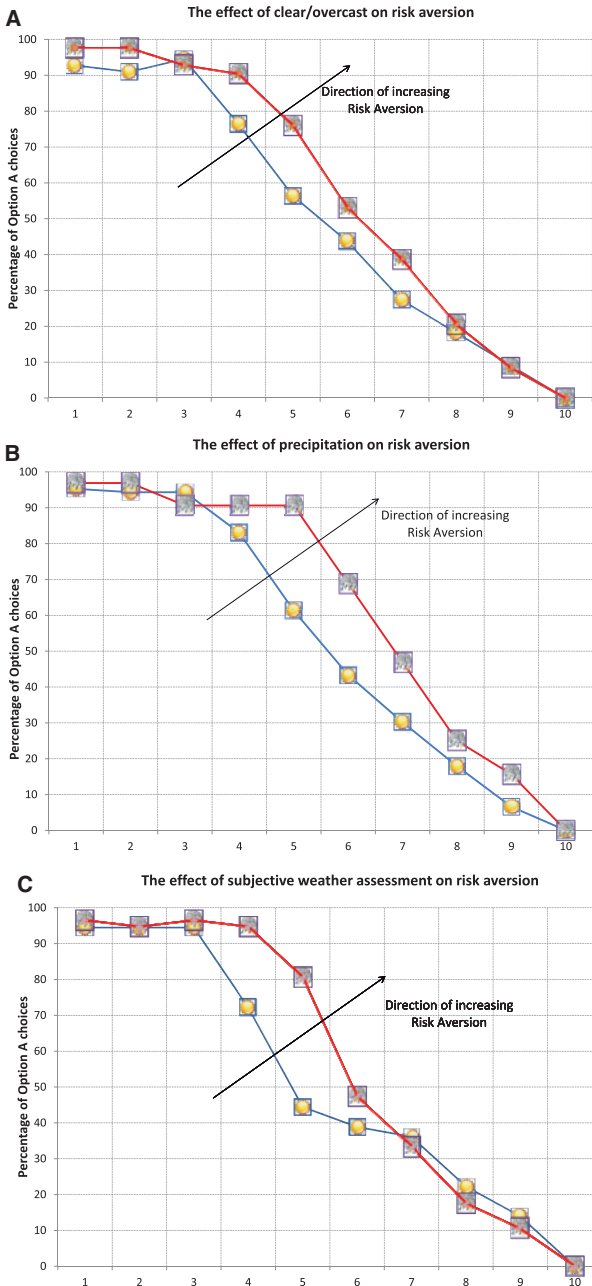 A
The effect of clear/overcast on risk aversion
Percentage of Option A choices
100
90
80
70
60
50
40
30
20
10
0
Direction of increasing
Risk Aversion
1 2 3 4 5 6 7 8 9 10
B
The effect of precipitation on risk aversion
Percentage of Option A choices
100
90
80
70
60
50
40
30
20
10
0
Direction of increasing
Risk Aversion
1 2 3 4 5 6 7 8 9 10
C
The effect of subjective weather assessment on risk aversion
Percentage of Option A choices
100
90
80
70
60
50
40
30
20
10
0
Direction of increasing
Risk Aversion
1 2 3 4 5 6 7 8 9 10